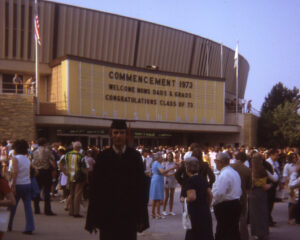 COMMENCEMENT 1973
WELCOME MOMS DADS & GRADS
CONGRATULATIONS CLASS OF 73